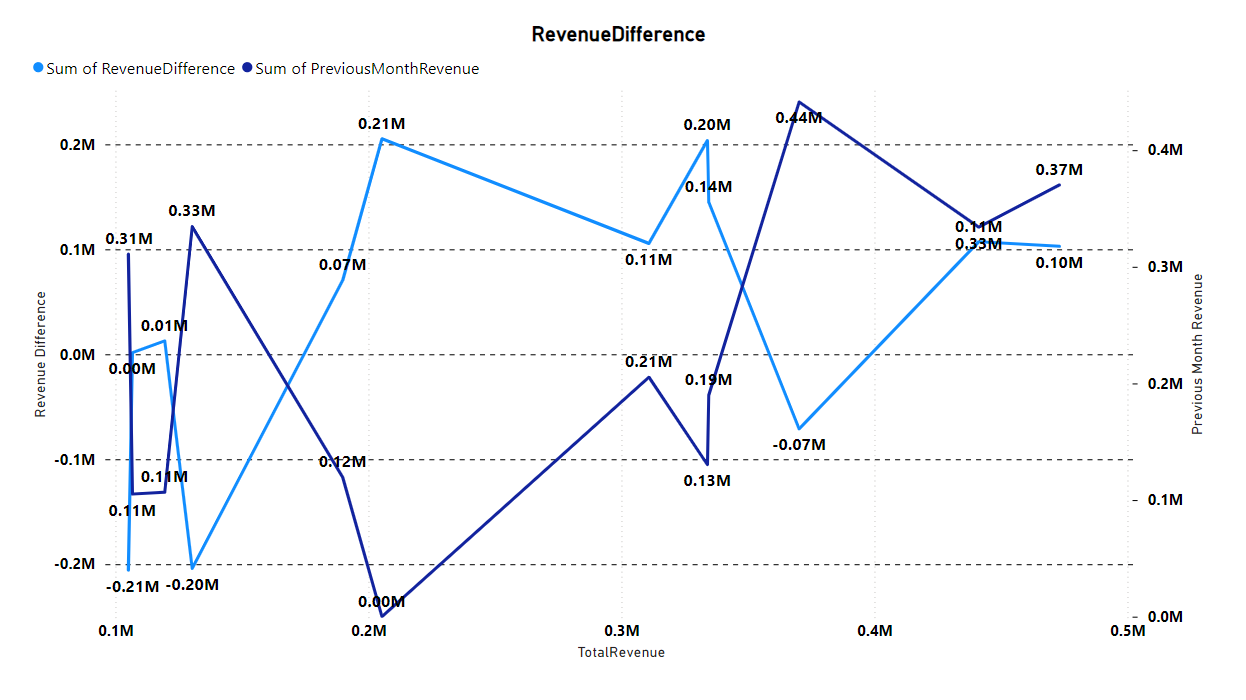 RevenueDifference
Sum of RevenueDifference Sum of PreviousMonthRevenue
0.44M
0.21M 0.20M
0.2M 0.4M
0.37M
0.14M
0.33M
0.31M 0.11M
0.33M
0.1M 0.11M 0.10M
0.07M 0.3M
0.01M
0.0M 0.00M 0.21M
0.19M 0.2M
Revenue Difference
Previous Month Revenue
-0.07M
-0.1M 0.12M
0.11M 0.13M
0.11M 0.1M
-0.2M
-0.21M -0.20M
0.00M
0.0M
0.1M 0.2M 0.3M 0.4M 0.5M
TotalRevenue